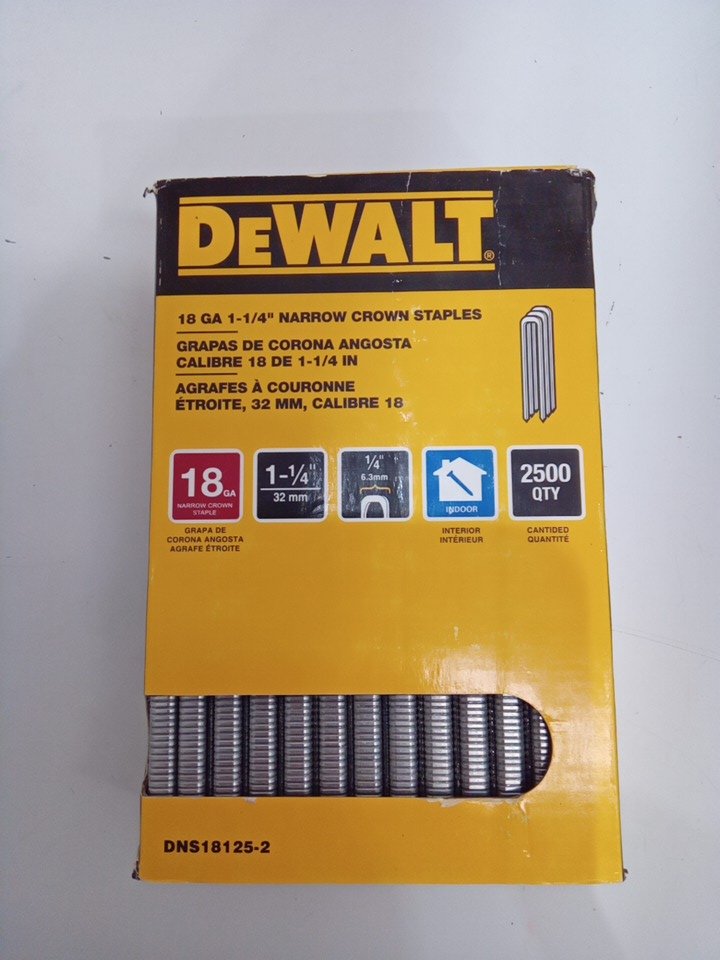 DEWALT®
18 GA 1-1/4" NARROW CROWN STAPLES
GRAPAS DE CORONA ANGOSTA
CALIBRE 18 DE 1-1/4 IN
AGRAFES À COURONNE
ÉTROITE, 32 MM, CALIBRE 18
18 GA
NARROW CROWN
STAPLE
GRAPA DE
CORONA ANGOSTA
AGRAFE ÉTROITE
1-1/4"
32 mm
1/4"
6.3mm
INDOOR
INTERIOR
INTÉRIEUR
2500
QTY
CANTIDED
QUANTITÉ
DNS18125-2